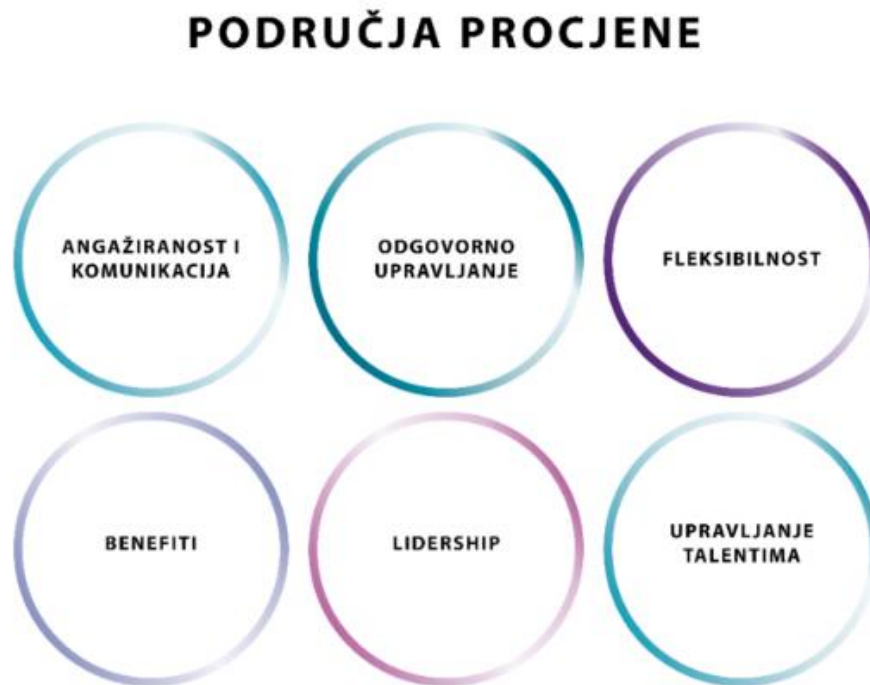 PODRUČJA PROCJENE
ANGAŽIRANOST I
KOMUNIKACIJA
ODGOVORNO
UPRAVLJANJE
FLEKSIBILNOST
BENEFITI
LIDERSHIP
UPRAVLJANJE
TALENTIMA